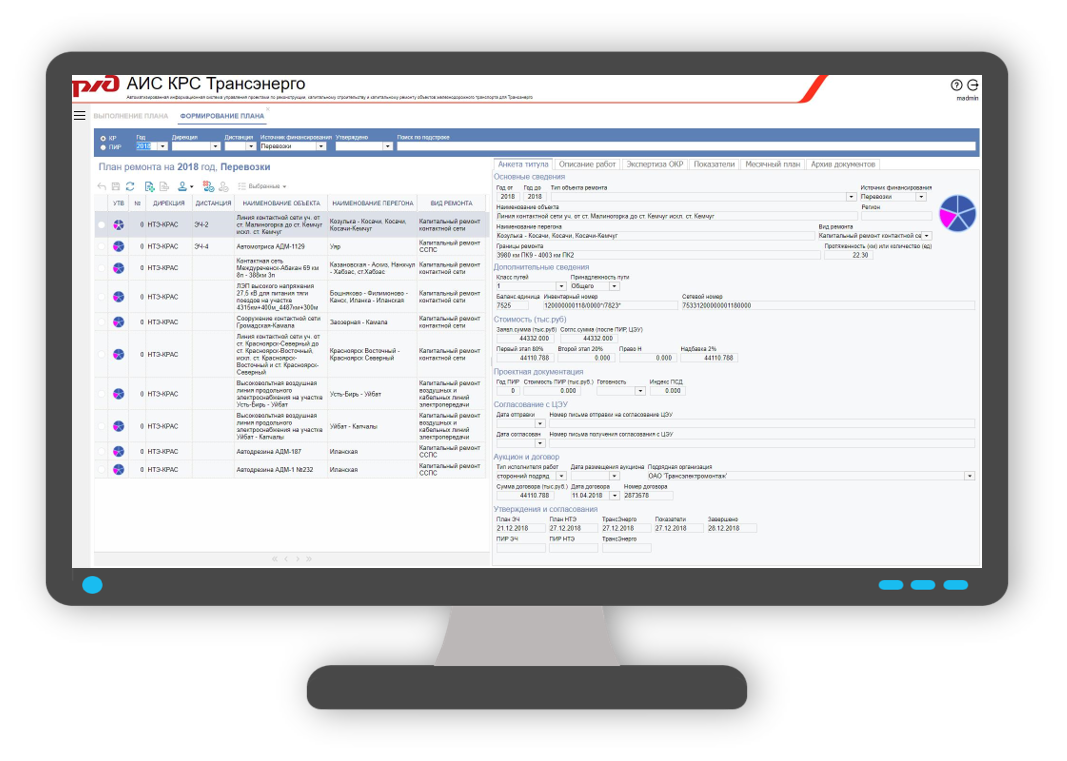 РЖД АИС КРС Трансэнерго
Автоматизированная информационная система управления проектами по реконструкции, капитальному строительству и капитальному ремонту объектов железнодорожного транспорта для Трансэнерго
madmin
ВЫПОЛНЕНИЕ ПЛАНА ФОРМИРОВАНИЕ ПЛАНА
КР Год Дирекция Дистанция Источник финансирования Утверждено Поиск по подстроке
ПИР 2018 Перевозки
План ремонта на 2018 год, Перевозки
Выбранные
УТВ № ДИРЕКЦИЯ ДИСТАНЦИЯ НАИМЕНОВАНИЕ ОБЪЕКТА НАИМЕНОВАНИЕ ПЕРЕГОНА ВИД РЕМОНТА
0 НТЭ-КРАС ЭЧ-2
Линия контактной сети уч. от
ст. Малиногорка до ст. Кемчуг
искл. ст. Кемчуг
Козулька - Косачи, Косачи,
Косачи-Кемчуг
Капитальный ремонт
контактной сети
0 НТЭ-КРАС ЭЧ-4 Автомотриса АДМ-1129 Уяр
Капитальный ремонт
ССПС
0 НТЭ-КРАС
Контактная сеть
Междуреченск-Абакан 69 км
8п - 388км 3п
Казановская - Аскиз, Нанхчул
- Хабзас, ст.Хабзас
Капитальный ремонт
контактной сети
0 НТЭ-КРАС
ЛЭП высокого напряжения
27,5 кВ для питания тяги
поездов на участке
4315км+400м_4487км+300м
Бошняково - Филимоново -
Канск, Иланка - Иланская
Капитальный ремонт
контактной сети
0 НТЭ-КРАС
Сооружение контактной сети
Громадская-Камала
Заозерная - Камала
Капитальный ремонт
контактной сети
0 НТЭ-КРАС
Линия контактной сети уч. от
ст. Красноярск-Северный до
ст. Красноярск-Восточный,
искл. ст. Красноярск-
Восточный и ст. Красноярск-
Северный
Красноярск Восточный -
Красноярск Северный
Капитальный ремонт
контактной сети
0 НТЭ-КРАС
Высоковольтная воздушная
линия продольного
электроснабжения на участке
Усть-Бирь - Уйбат
Усть-Бирь - Уйбат
Капитальный ремонт
воздушных и
кабельных линий
электропередачи
0 НТЭ-КРАС
Высоковольтная воздушная
линия продольного
электроснабжения на участке
Уйбат - Капчалы
Уйбат - Капчалы
Капитальный ремонт
воздушных и
кабельных линий
электропередачи
0 НТЭ-КРАС Автодрезина АДМ-187 Иланская
Капитальный ремонт
ССПС
0 НТЭ-КРАС Автодрезина АДМ-1 №232 Иланская
Капитальный ремонт
ССПС
Анкета титула Описание работ Экспертиза ОКР Показатели Месячный план Архив документов
Основные сведения
Год от Год до Тип объекта ремонта Источник финансирования
2018 2018 Перевозки
Наименование объекта Регион
Линия контактной сети уч. от ст. Малиногорка до ст. Кемчуг искл. ст. Кемчуг
Наименование перегона Вид ремонта
Козулька - Косачи, Косачи, Косачи-Кемчуг Капитальный ремонт контактной се
Границы ремонта Протяженность (км) или количество (ед)
3980 км ПК9 - 4003 км ПК2 22.30
Дополнительные сведения
Класс путей Принадлежность пути
1 Общего
Баланс.единица Инвентарный номер Сетевой номер
7525 120000000118/0000*/7823* 75331200000001180000
Стоимость (тыс.руб)
Заявл.сумма (тыс.руб) Согл.сумма (после ПИР, ЦЭУ)
44332.000 44332.000
Первый этап 80% Второй этап 20% Право Н Надбавка 2%
44110.788 0.000 0.000 44110.788
Проектная документация
Год ПИР Стоимость ПИР (тыс.руб.) Готовность Индекс ПСД
0 0.000 0.000
Согласование с ЦЭУ
Дата отправки Номер письма отправки на согласование ЦЭУ
Дата согласован Номер письма получения согласования с ЦЭУ
Аукцион и договор
Тип исполнителя работ Дата размещения аукциона Подрядная организация
сторонний подряд ОАО "Трансэлектромонтаж"
Сумма договора (тыс.руб.) Дата договора Номер договора
44110.788 11.04.2018 2873578
Утверждения и согласования
План ЭЧ План НТЭ ТрансЭнерго Показатели Завершено
21.12.2018 27.12.2018 27.12.2018 27.12.2018 28.12.2018
ПИР ЭЧ ПИР НТЭ ТрансЭнерго